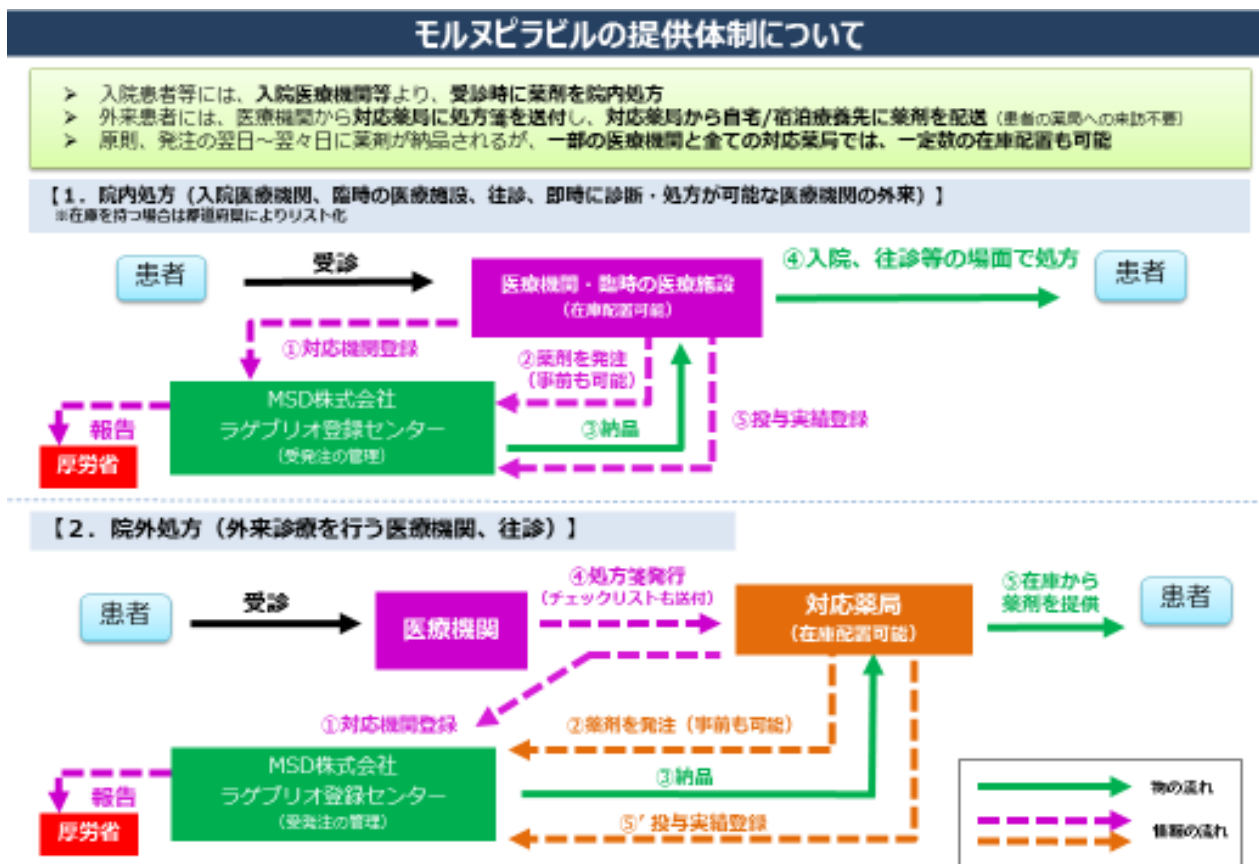 モルヌピラビルの提供体制について
➢ 入院患者等には、入院医療機関等より、受診時に薬剤を院内処方
➢ 外来患者には、医療機関から対応薬局に処方箋を送付し、対応薬局から自宅/宿泊療養先に薬剤を配送（患者の薬局への来訪不要）
➢ 原則、発注の翌日～翌々日に薬剤が納品されるが、一部の医療機関と全ての対応薬局では、一定数の在庫配置も可能
【１．院内処方（入院医療機関、臨時の医療施設、往診、即時に診断・処方が可能な医療機関の外来）】
※在庫を持つ場合は都道府県によりリスト化
患者
受診
医療機関・臨時の医療施設
（在庫配置可能）
④入院、往診等の場面で処方
患者
①対応機関登録
②薬剤を発注
（事前も可能）
MSD株式会社
ラゲブリオ登録センター
（受発注の管理）
③納品
⑤投与実績登録
報告
厚労省
【２．院外処方（外来診療を行う医療機関、往診）】
患者
受診
医療機関
④処方箋発行
（チェックリストも送付）
対応薬局
（在庫配置可能）
⑤在庫から
薬剤を提供
患者
①対応機関登録
②薬剤を発注（事前も可能）
MSD株式会社
ラゲブリオ登録センター
（受発注の管理）
③納品
⑤’投与実績登録
報告
厚労省
物の流れ
情報の流れ